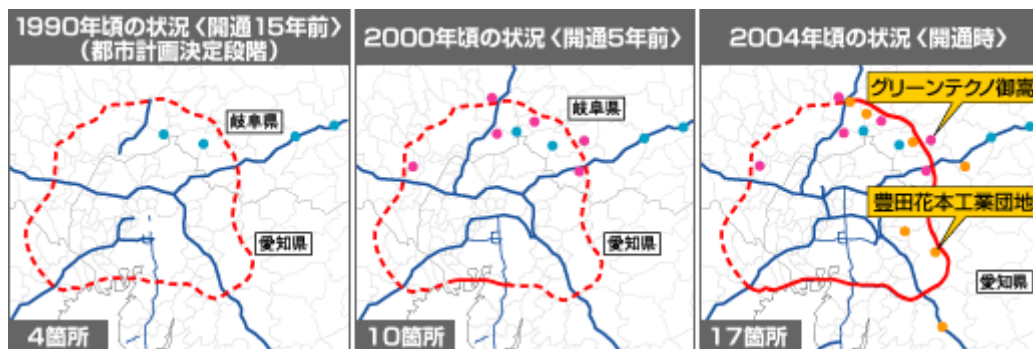 1990年頃の状況〈開通15年前〉
（都市計画決定段階）
岐阜県
愛知県
4箇所
2000年頃の状況〈開通5年前〉
岐阜県
愛知県
10箇所
2004年頃の状況〈開通時〉
グリーンテクノ御嵩
豊田花本工業団地
愛知県
17箇所